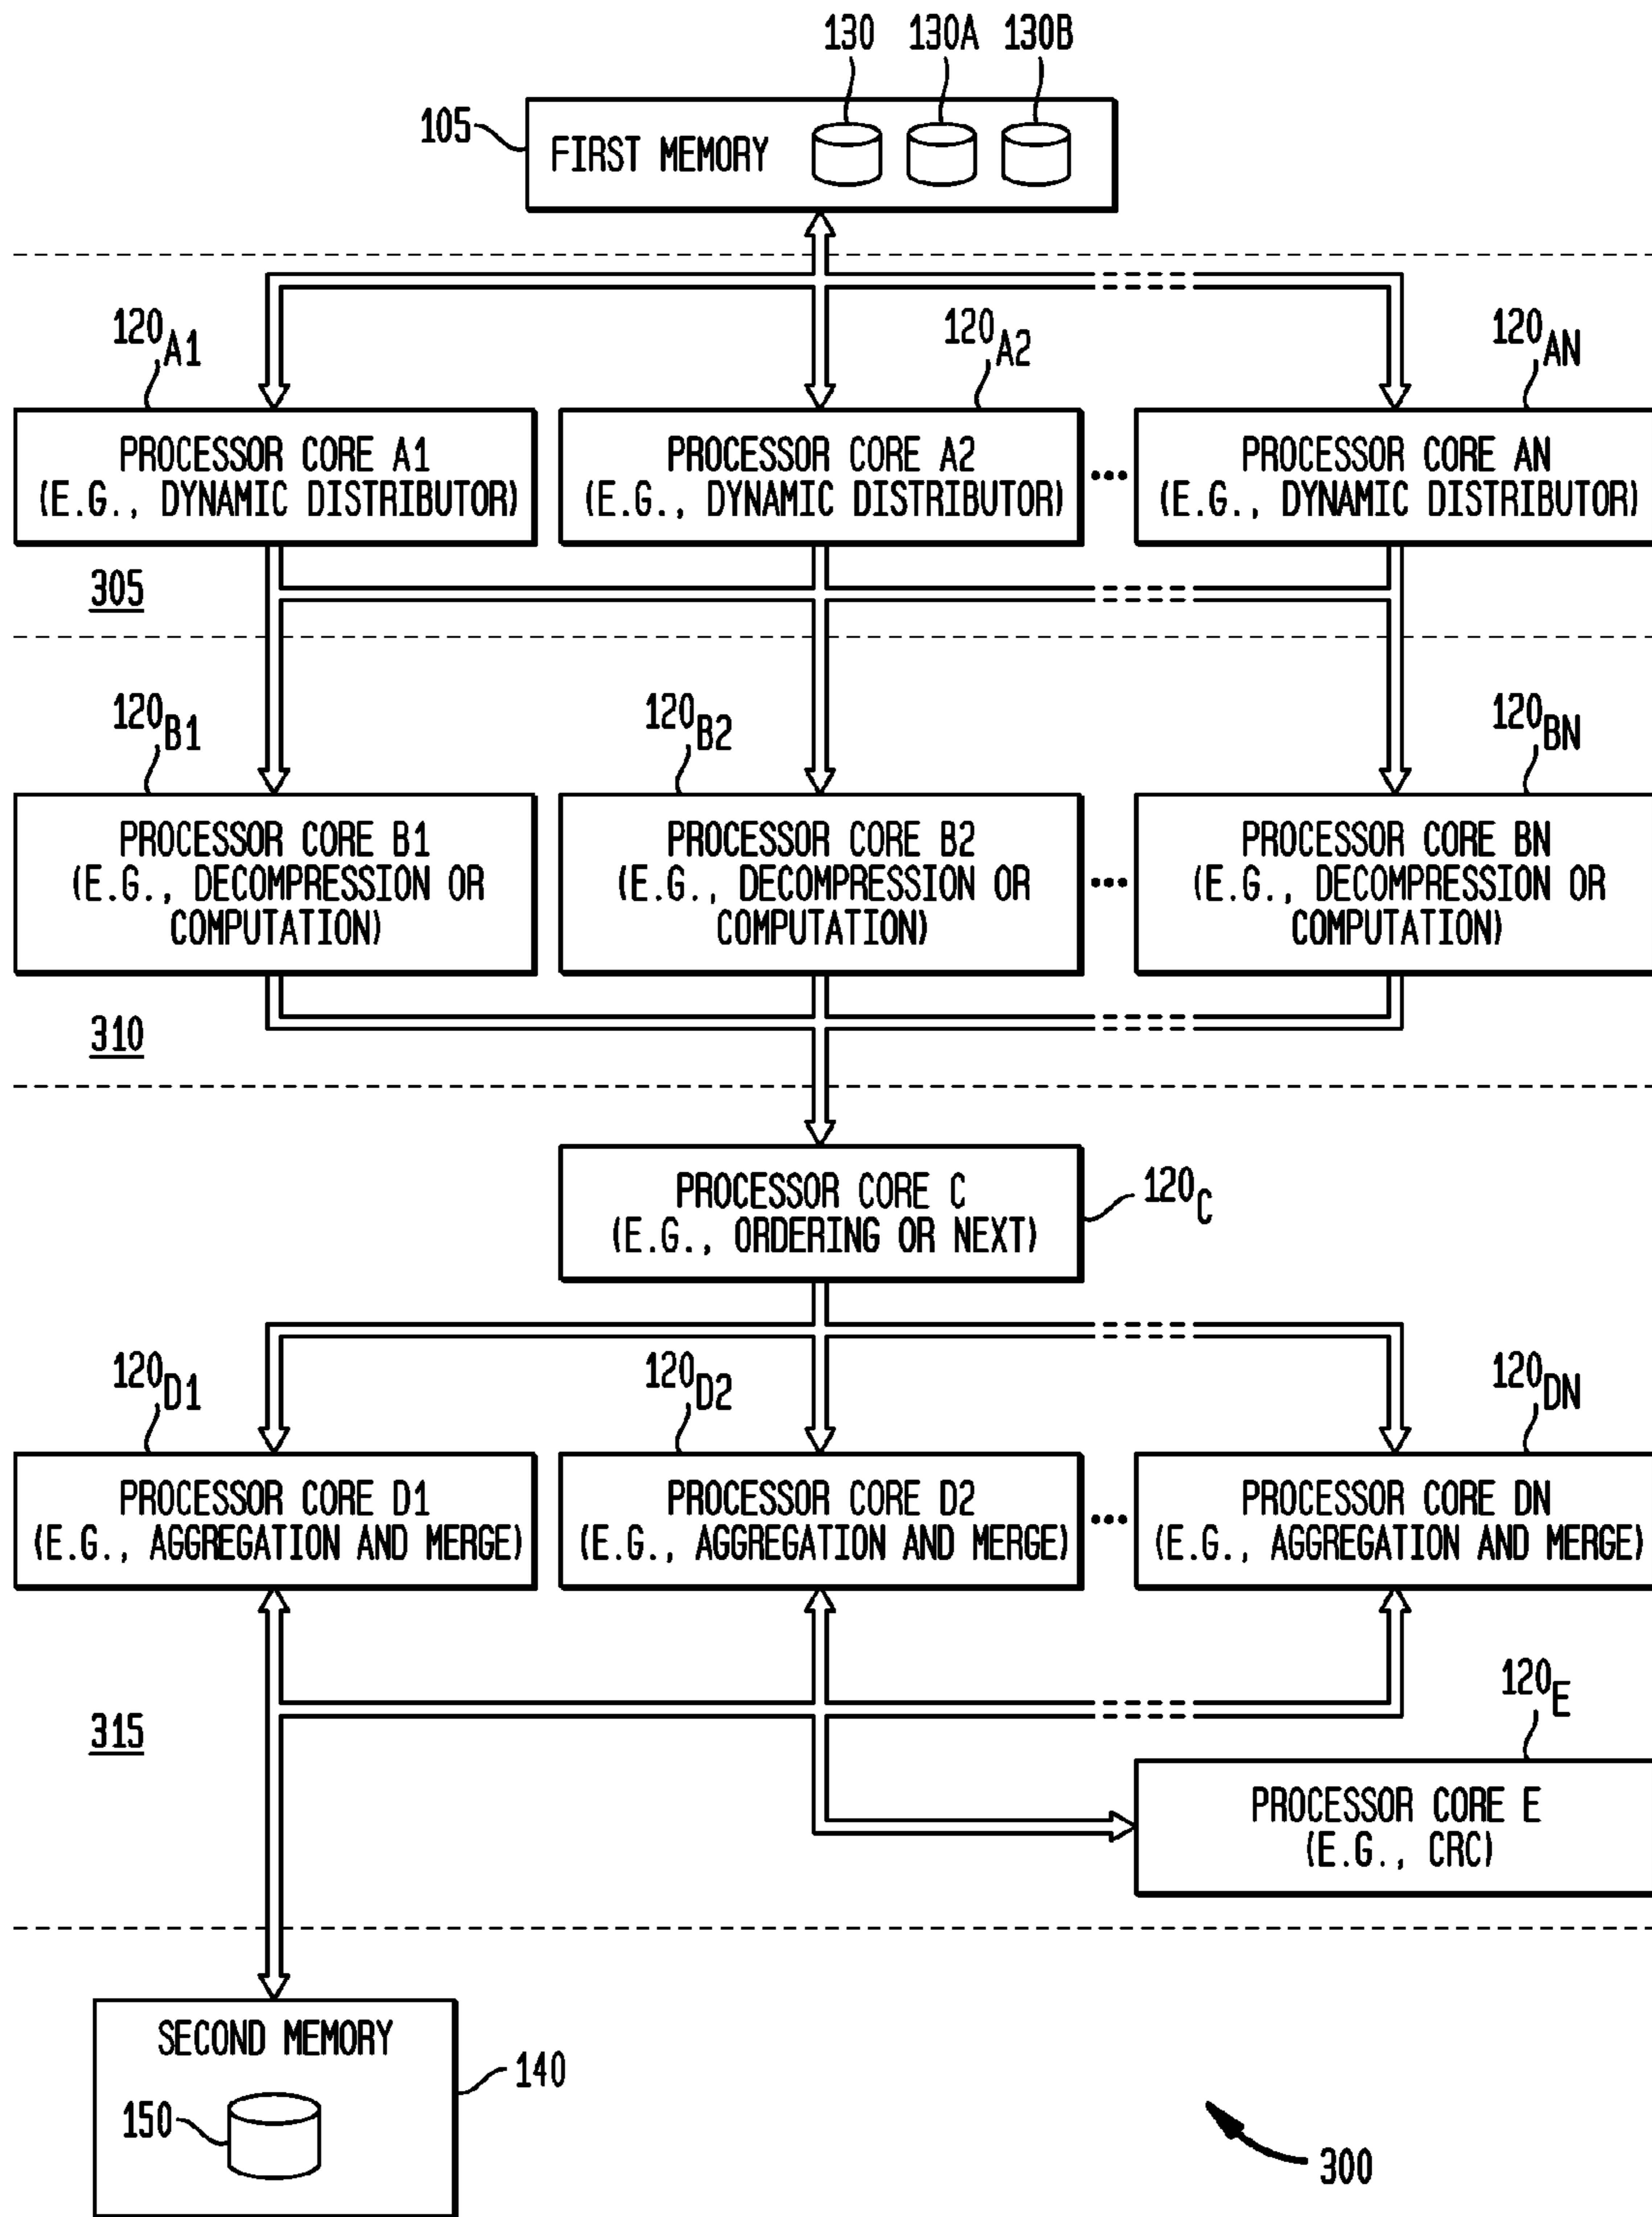 130 130A 130B
105
FIRST MEMORY
120A1 120A2 120AN
PROCESSOR CORE A1
(E.G., DYNAMIC DISTRIBUTOR)
PROCESSOR CORE A2
(E.G., DYNAMIC DISTRIBUTOR)
...
PROCESSOR CORE AN
(E.G., DYNAMIC DISTRIBUTOR)
305
120B1 120B2 120BN
PROCESSOR CORE B1
(E.G., DECOMPRESSION OR
COMPUTATION)
PROCESSOR CORE B2
(E.G., DECOMPRESSION OR
COMPUTATION)
...
PROCESSOR CORE BN
(E.G., DECOMPRESSION OR
COMPUTATION)
310
PROCESSOR CORE C
(E.G., ORDERING OR NEXT)
120C
120D1 120D2 120DN
PROCESSOR CORE D1
(E.G., AGGREGATION AND MERGE)
PROCESSOR CORE D2
(E.G., AGGREGATION AND MERGE)
...
PROCESSOR CORE DN
(E.G., AGGREGATION AND MERGE)
315
120E
PROCESSOR CORE E
(E.G., CRC)
SECOND MEMORY
140
150
300